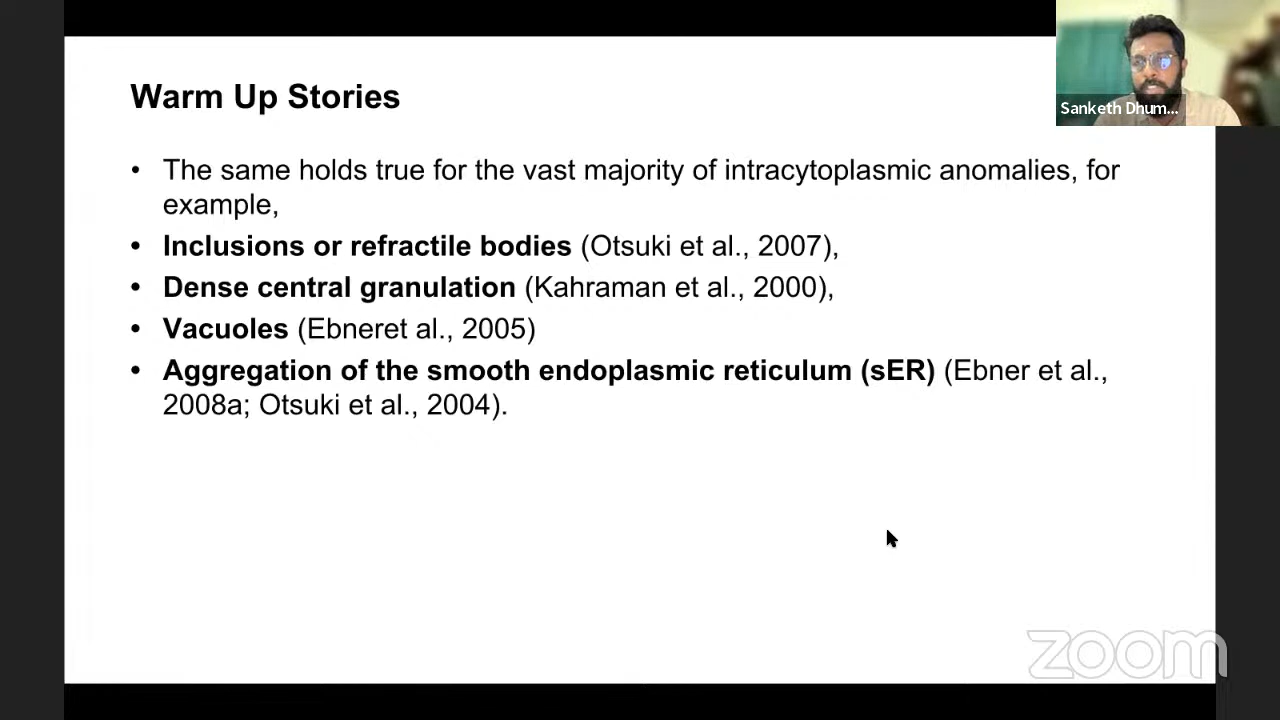 Warm Up Stories
• The same holds true for the vast majority of intracytoplasmic anomalies, for
example,
• Inclusions or refractile bodies (Otsuki et al., 2007),
• Dense central granulation (Kahraman et al., 2000),
• Vacuoles (Ebneret al., 2005)
• Aggregation of the smooth endoplasmic reticulum (sER) (Ebner et al.,
2008a; Otsuki et al., 2004).
Sanketh Dhum...
zoom